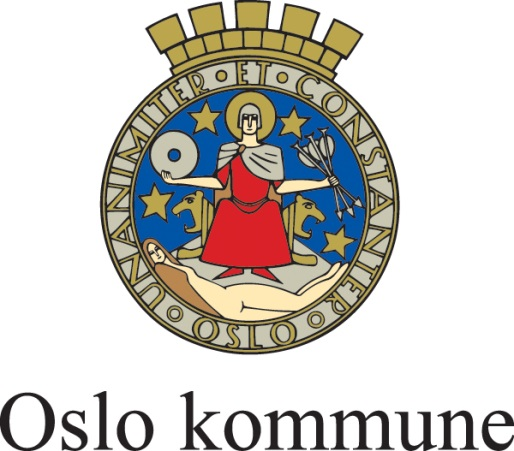 UNANIMITER · ET · CONSTANTER · OSLO
Oslo kommune